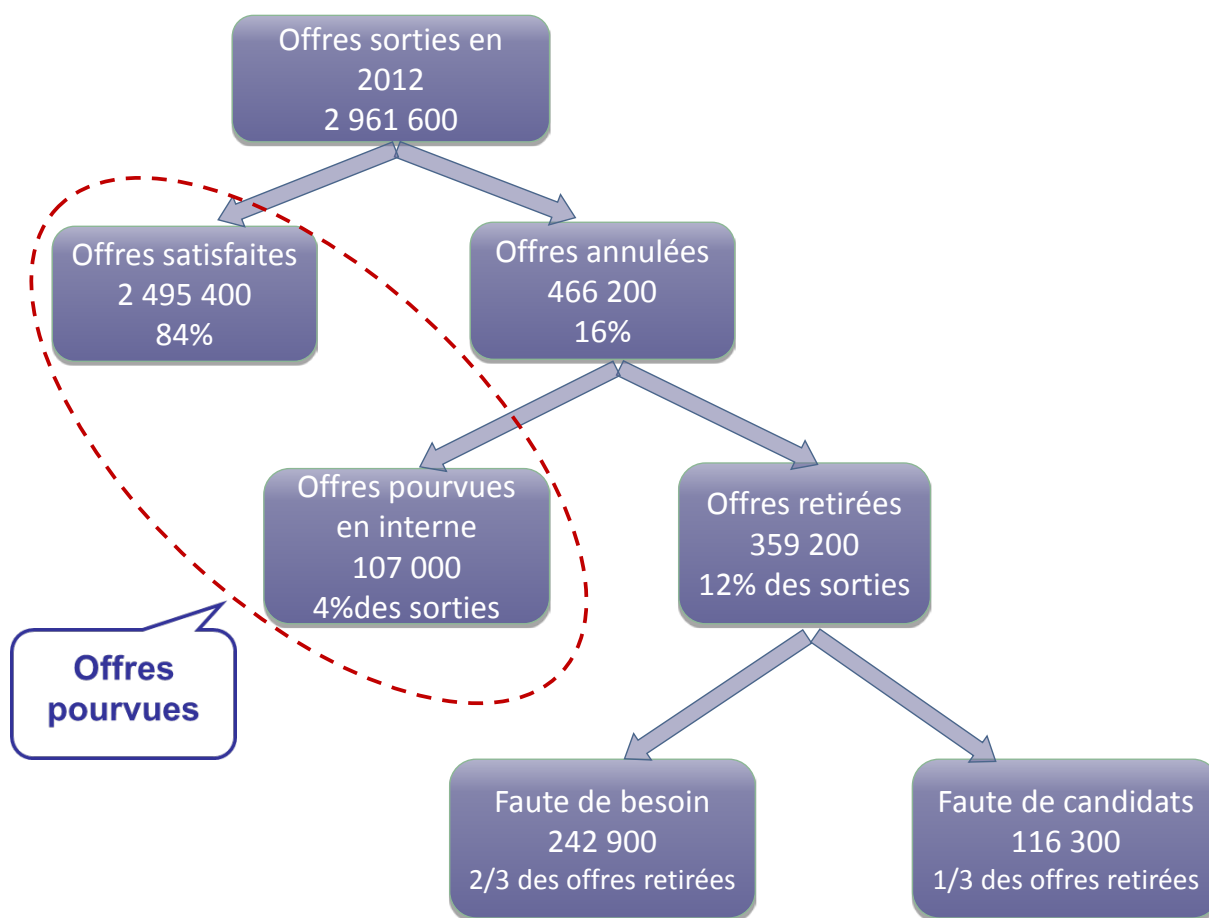 Offres sorties en
2012
2 961 600
Offres satisfaites
2 495 400
84%
Offres annulées
466 200
16%
Offres pourvues
en interne
107 000
4%des sorties
Offres retirées
359 200
12% des sorties
Offres
pourvues
Faute de besoin
242 900
2/3 des offres retirées
Faute de candidats
116 300
1/3 des offres retirées